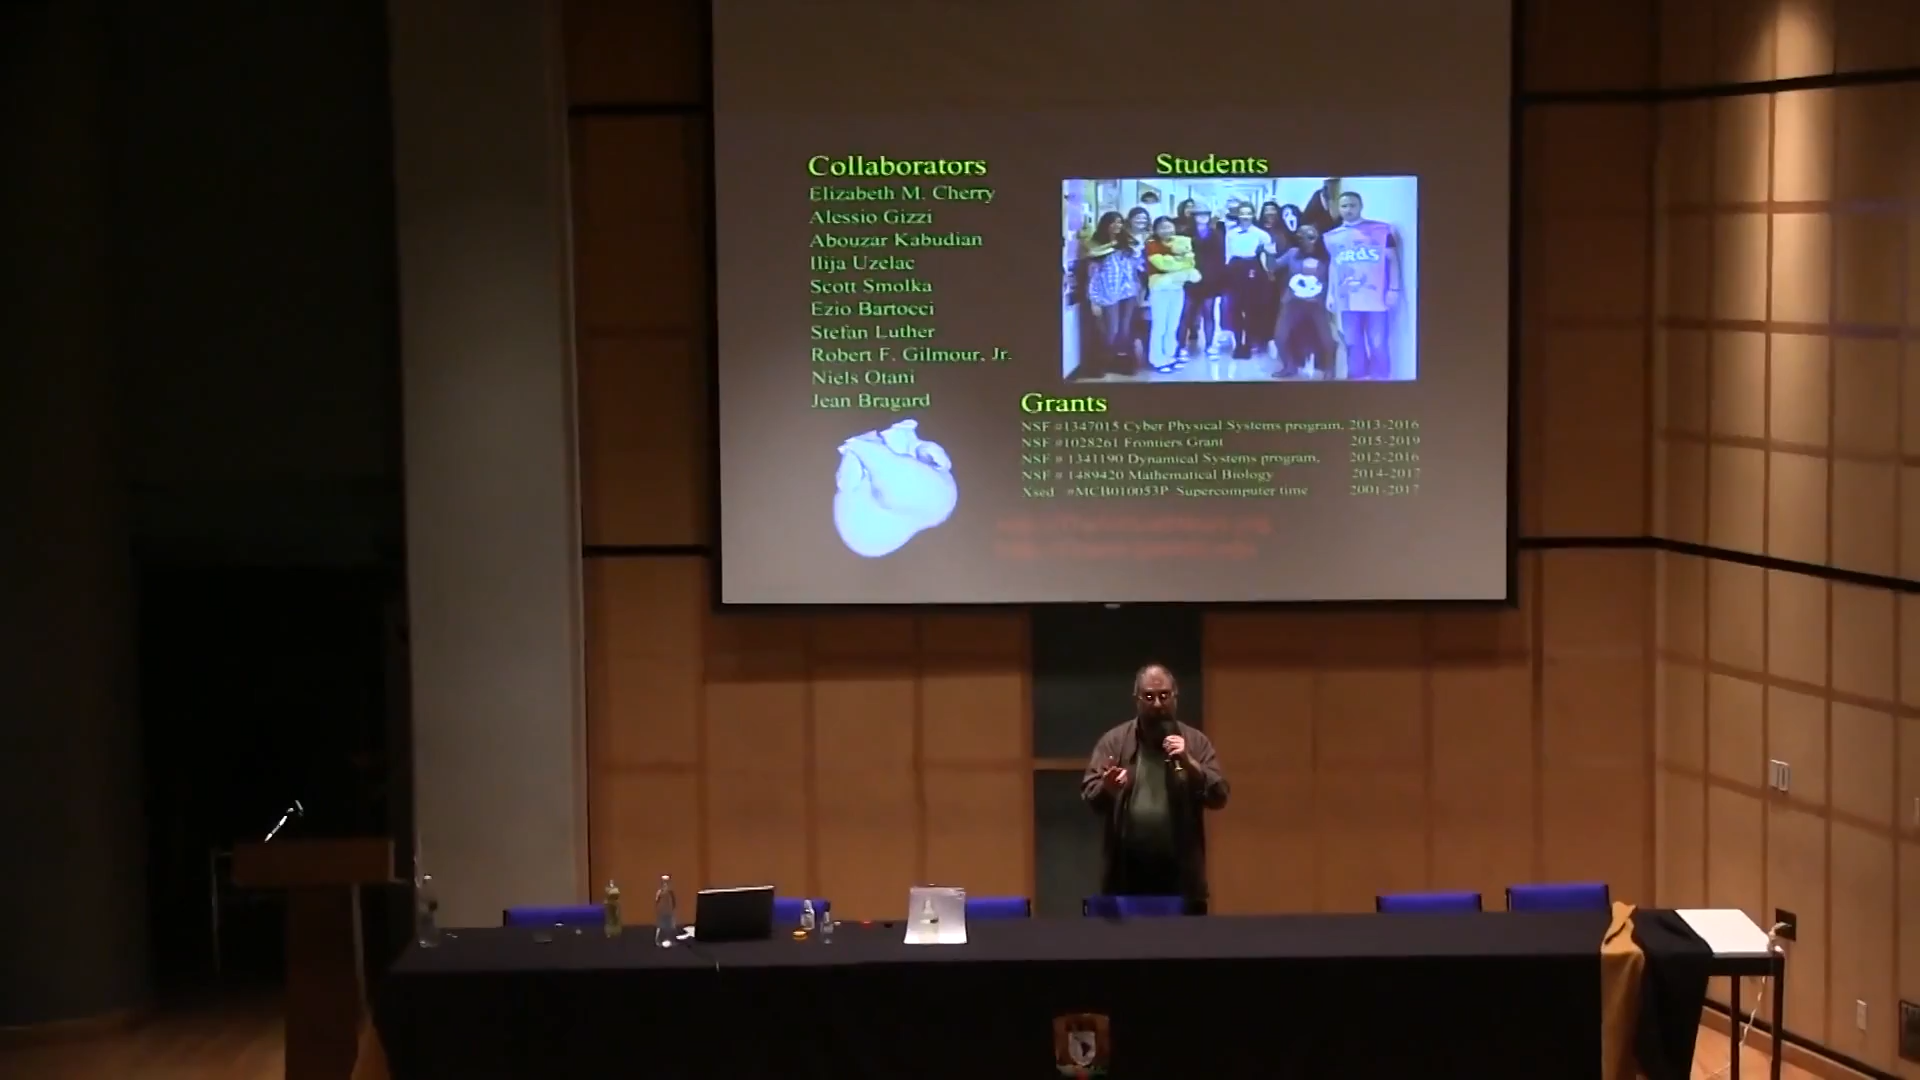 Collaborators
Elizabeth M. Cherry
Alessio Gizzi
Abouzar Kabudian
Ilija Uzelac
Scott Smolka
Ezio Bartocci
Stefan Luther
Robert F. Gilmour, Jr.
Niels Otani
Jean Bragard
Students
Grants
NSF #1347015 Cyber Physical Systems program, 2013-2016
NSF #1028261 Frontiers Grant 2015-2019
NSF # 1341190 Dynamical Systems program, 2012-2016
NSF # 1489420 Mathematical Biology 2014-2017
Xsed #MCB010053P Supercomputer time 2001-2017